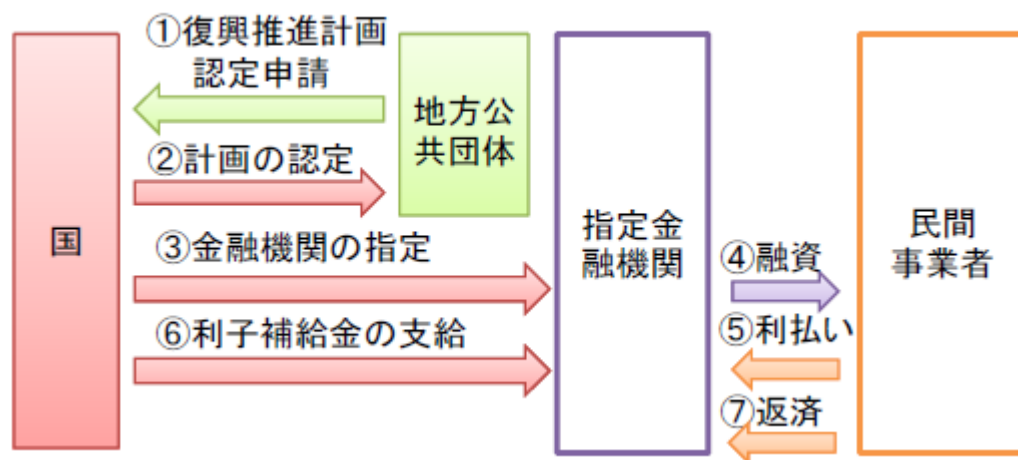 ①復興推進計画
認定申請
地方公
共団体
②計画の認定
国
③金融機関の指定
指定金
融機関
④融資
民間
事業者
⑤利払い
⑥利子補給金の支給
⑦返済